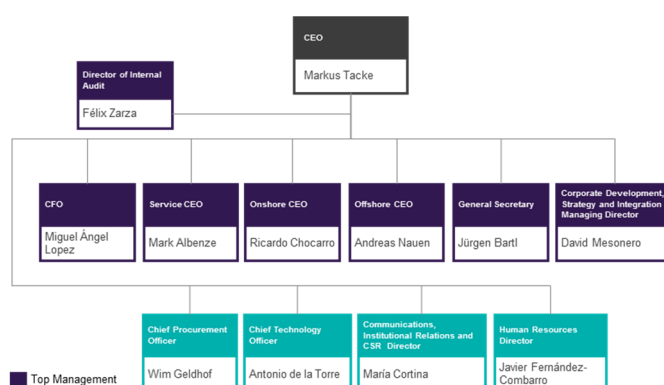 CEO
Markus Tacke
Director of Internal
Audit
Félix Zarza
CFO
Miguel Ángel
Lopez
Service CEO
Mark Albenze
Onshore CEO
Ricardo Chocarro
Offshore CEO
Andreas Nauen
General Secretary
Jürgen Bartl
Corporate Development,
Strategy and Integration
Managing Director
David Mesonero
Chief Procurement
Officer
Wim Geldhof
Chief Technology
Officer
Antonio de la Torre
Communications,
Institutional Relations and
CSR Director
María Cortina
Human Resources
Director
Javier Fernández-
Combarro
Top Management